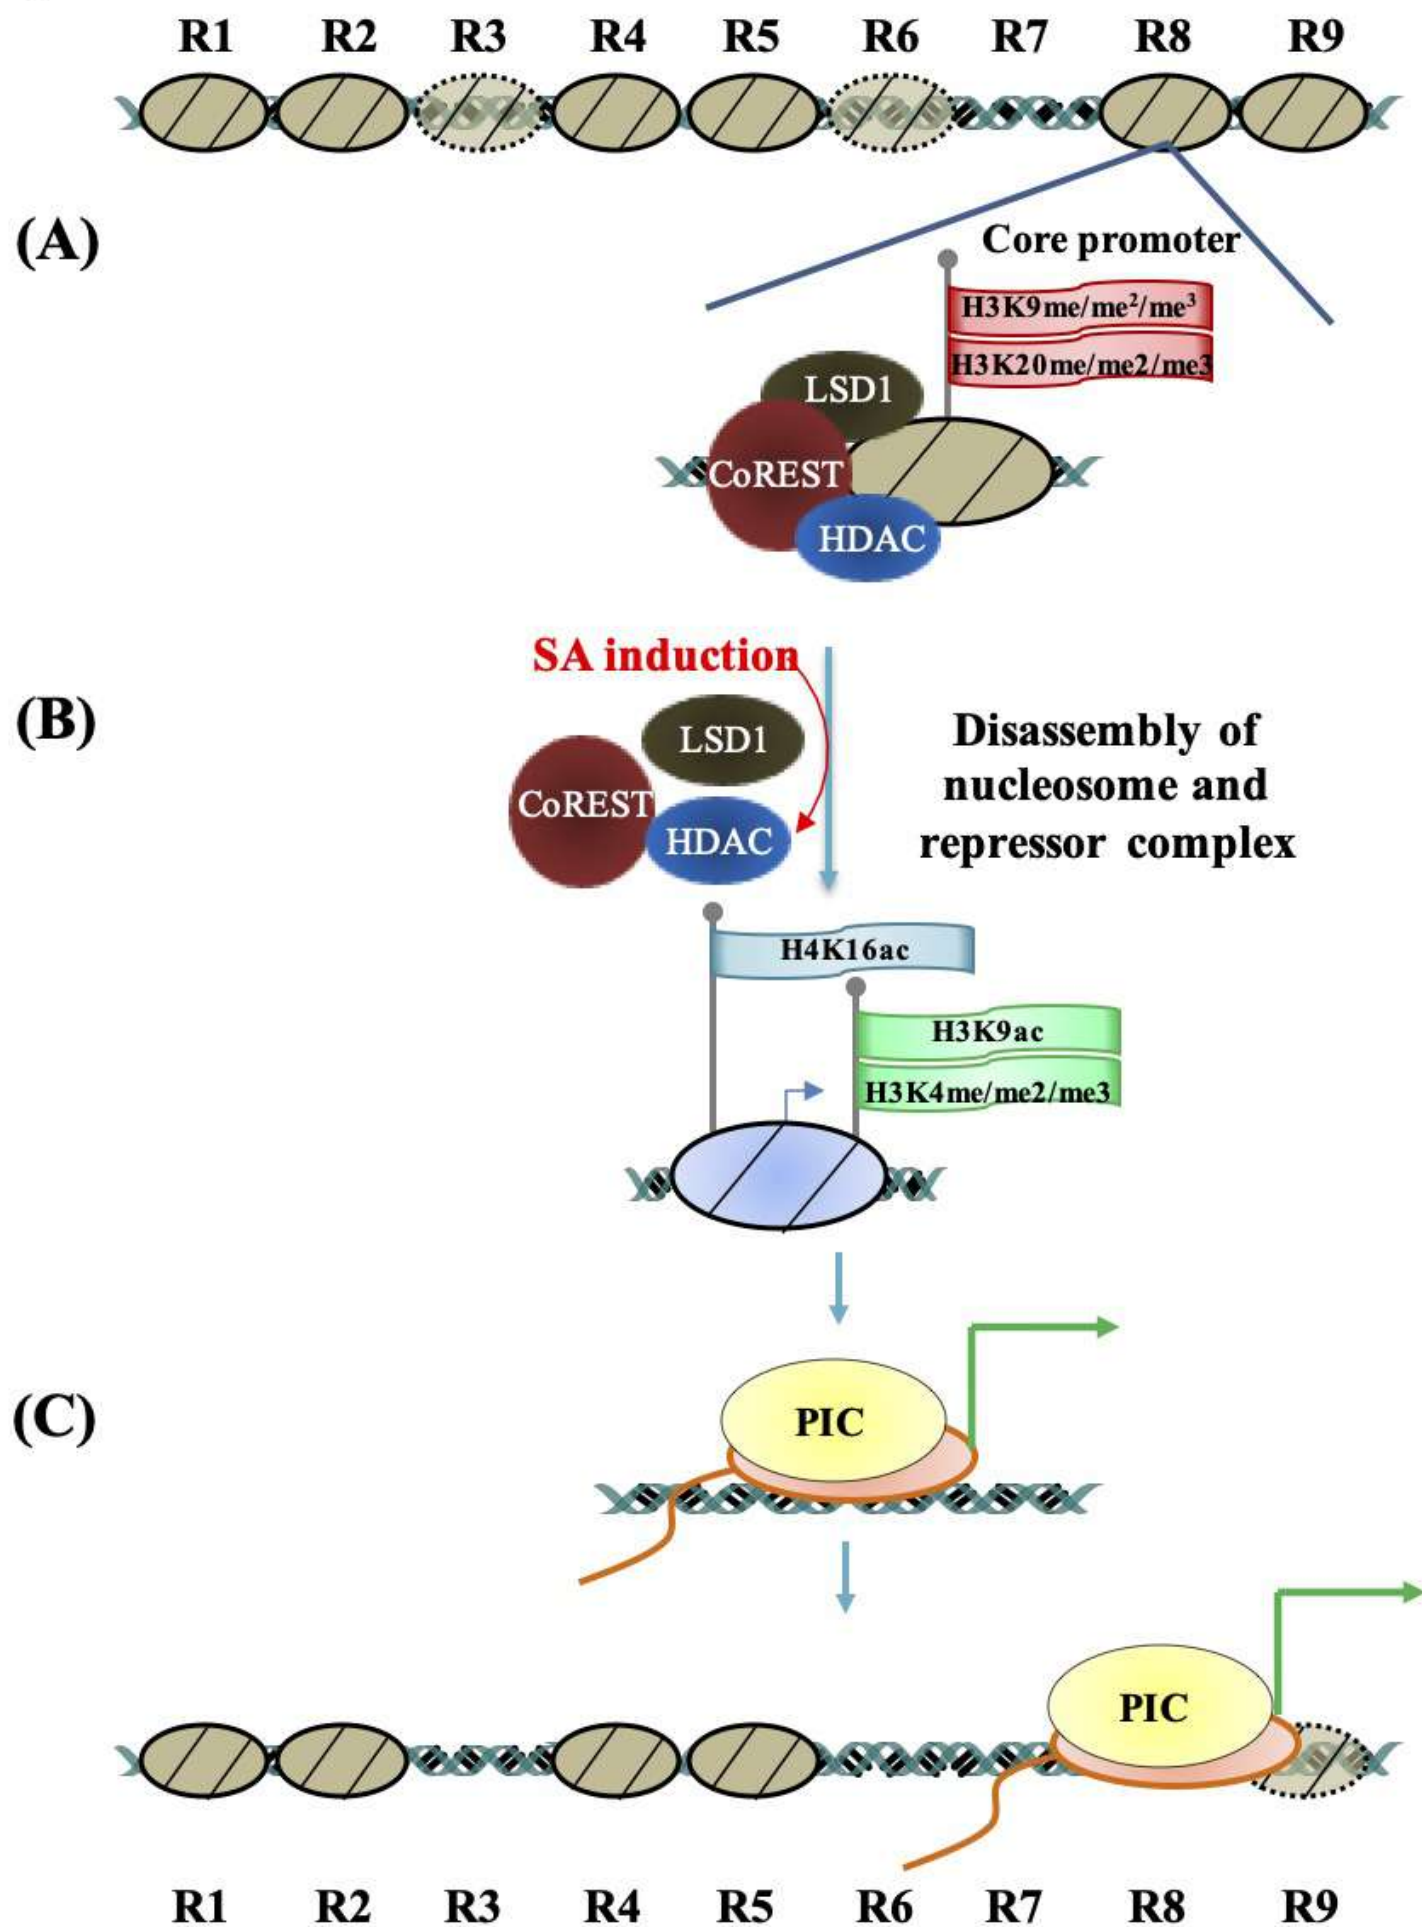 R1 R2 R3 R4 R5 R6 R7 R8 R9
(A)
Core promoter
H3K9me/me²/me³
H3K20me/me2/me3
LSD1
CoREST
HDAC
SA induction
(B)
LSD1
CoREST
HDAC
Disassembly of
nucleosome and
repressor complex
H4K16ac
H3K9ac
H3K4me/me2/me3
(C)
PIC
PIC
R1 R2 R3 R4 R5 R6 R7 R8 R9